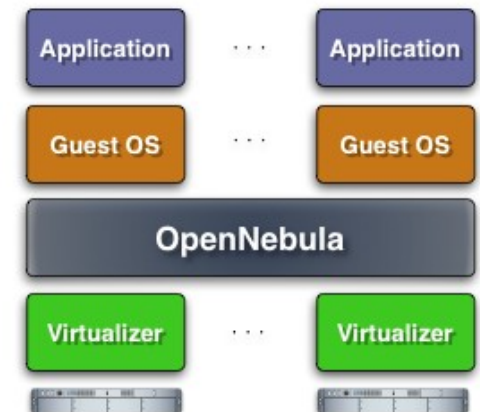 Application ... Application
Guest OS ... Guest OS
OpenNebula
Virtualizer ... Virtualizer